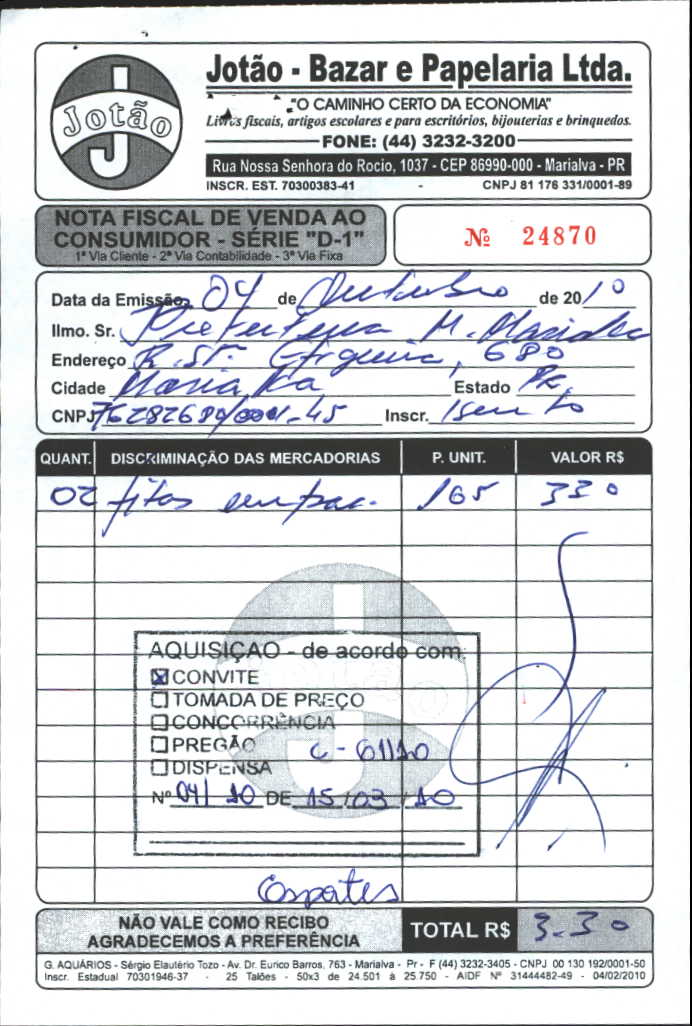 Jotão
Jotão - Bazar e Papelaria Ltda.
"O CAMINHO CERTO DA ECONOMIA"
Livros fiscais, artigos escolares e para escritórios, bijouterias e brinquedos.
FONE: (44) 3232-3200
Rua Nossa Senhora do Rocio, 1037 - CEP 86990-000 - Marialva - PR
INSCR. EST. 70300383-41 - CNPJ 81 176 331/0001-89
NOTA FISCAL DE VENDA AO
CONSUMIDOR - SÉRIE "D-1"
1ª Via Cliente - 2ª Via Contabilidade - 3ª Via Fixa
Nº 24870
Data da Emissão 04 de Outubro de 2010
Ilmo. Sr. Prefeitura M. Marialva
Endereço R. Sta. , 680
Cidade Marialva Estado Pr.
CNPJ 76282680/0001-45 Inscr. Isento
QUANT. DISCRIMINAÇÃO DAS MERCADORIAS P. UNIT. VALOR R$
02 fitas empac. 165 330
AQUISIÇÃO - de acordo com:
☒ CONVITE
☐ TOMADA DE PREÇO
☐ CONCORRÊNCIA
☐ PREGÃO C-61110
☐ DISPENSA
Nº 04/10 DE 15/03/10
Esportes
NÃO VALE COMO RECIBO
AGRADECEMOS A PREFERÊNCIA
TOTAL R$ 3.30
G. AQUÁRIOS - Sérgio Elautério Tozo - Av. Dr. Eurico Barros, 763 - Marialva - Pr - F (44) 3232-3405 - CNPJ 00 130 192/0001-50
Inscr. Estadual 70301946-37 - 25 Talões - 50x3 de 24.501 à 25.750 - AIDF Nº 31444482-49 - 04/02/2010